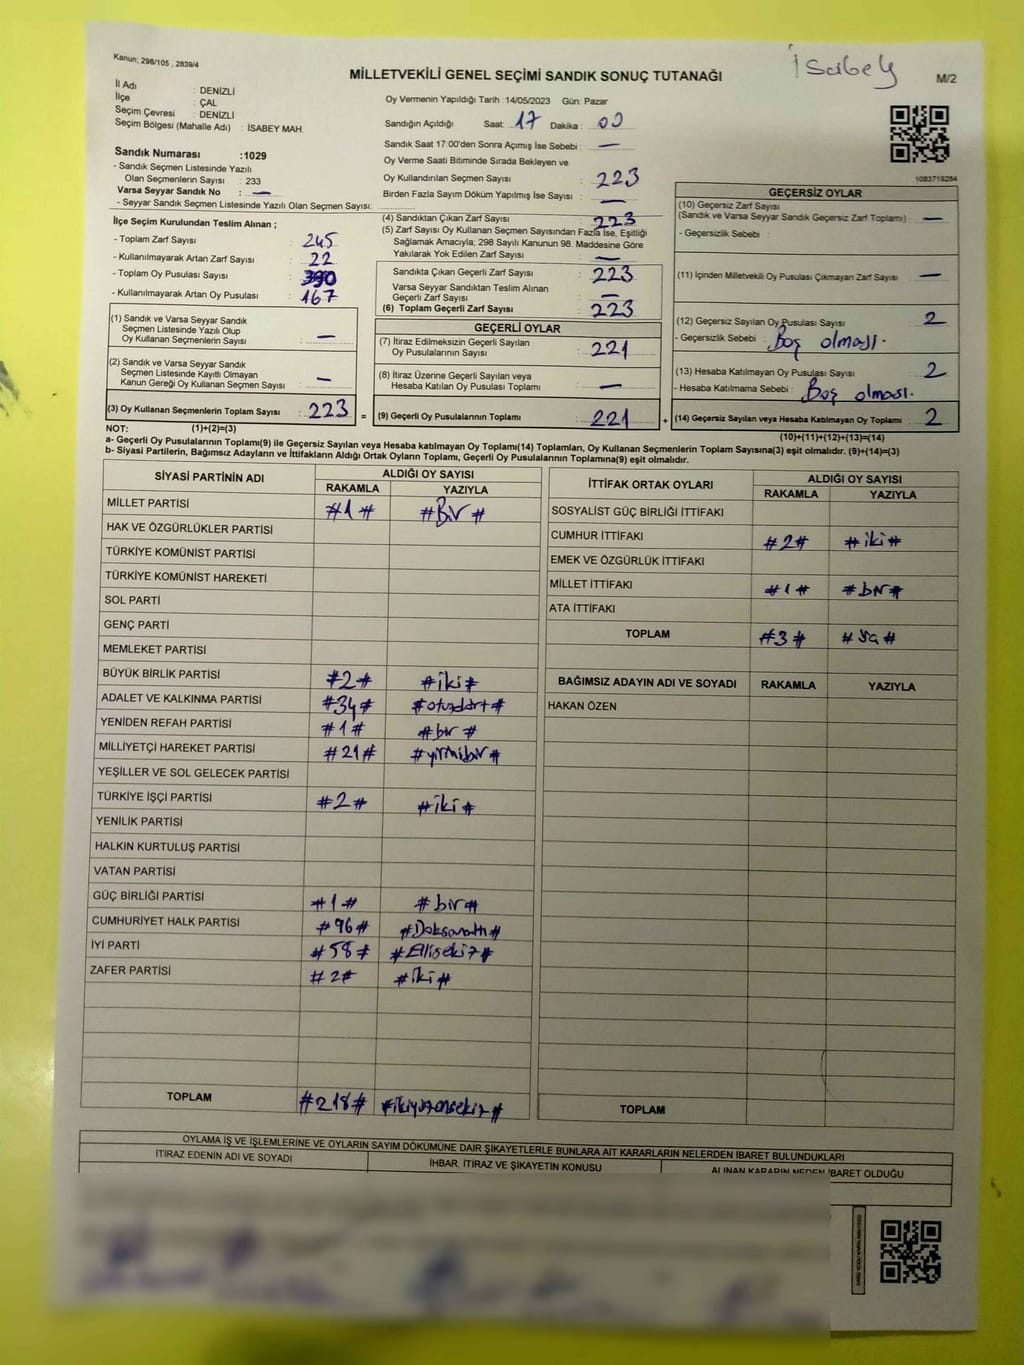 Kanun; 298/105 , 2839/4
İsabey
MİLLETVEKİLİ GENEL SEÇİMİ SANDIK SONUÇ TUTANAĞI
M/2
İl Adı : DENİZLİ
İlçe : ÇAL
Seçim Çevresi : DENİZLİ
Seçim Bölgesi (Mahalle Adı) : İSABEY MAH.
Sandık Numarası :1029
- Sandık Seçmen Listesinde Yazılı
Olan Seçmenlerin Sayısı : 233
Varsa Seyyar Sandık No : —
- Seyyar Sandık Seçmen Listesinde Yazılı Olan Seçmen Sayısı:
Oy Vermenin Yapıldığı Tarih :14/05/2023 Gün: Pazar
Sandığın Açıldığı Saat: 17 Dakika : 00
Sandık Saat 17:00'den Sonra Açımış İse Sebebi : —
Oy Verme Saati Bitiminde Sırada Bekleyen ve
Oy Kullandırılan Seçmen Sayısı : 223
Birden Fazla Sayım Döküm Yapılmış İse Sayısı : —
1083719284
İlçe Seçim Kurulundan Teslim Alınan ;
- Toplam Zarf Sayısı : 245
- Kullanılmayarak Artan Zarf Sayısı : 22
- Toplam Oy Pusulası Sayısı : 390
- Kullanılmayarak Artan Oy Pusulası : 167
(4) Sandıktan Çıkan Zarf Sayısı : 223
(5) Zarf Sayısı Oy Kullanan Seçmen Sayısından Fazla İse, Eşitliği
Sağlamak Amacıyla; 298 Sayılı Kanunun 98. Maddesine Göre
Yakılarak Yok Edilen Zarf Sayısı : —
Sandıkta Çıkan Geçerli Zarf Sayısı : 223
Varsa Seyyar Sandıktan Teslim Alınan
Geçerli Zarf Sayısı : —
(6) Toplam Geçerli Zarf Sayısı : 223
GEÇERSİZ OYLAR
(10) Geçersiz Zarf Sayısı
(Sandık ve Varsa Seyyar Sandık Geçersiz Zarf Toplamı) : —
- Geçersizlik Sebebi :
(11) İçinden Milletvekili Oy Pusulası Çıkmayan Zarf Sayısı : —
(12) Geçersiz Sayılan Oy Pusulası Sayısı : 2
- Geçersizlik Sebebi : Boş olması.
(13) Hesaba Katılmayan Oy Pusulası Sayısı : 2
- Hesaba Katılmama Sebebi : Boş olması.
(1) Sandık ve Varsa Seyyar Sandık
Seçmen Listesinde Yazılı Olup
Oy Kullanan Seçmenlerin Sayısı : —
(2) Sandık ve Varsa Seyyar Sandık
Seçmen Listesinde Kayıtlı Olmayan
Kanun Gereği Oy Kullanan Seçmen Sayısı : —
GEÇERLİ OYLAR
(7) İtiraz Edilmeksizin Geçerli Sayılan
Oy Pusulalarının Sayısı : 221
(8) İtiraz Üzerine Geçerli Sayılan veya
Hesaba Katılan Oy Pusulası Toplamı : —
(3) Oy Kullanan Seçmenlerin Toplam Sayısı : 223 = (9) Geçerli Oy Pusulalarının Toplamı : 221 + (14) Geçersiz Sayılan veya Hesaba Katılmayan Oy Toplamı : 2
NOT: (1)+(2)=(3) (10)+(11)+(12)+(13)=(14)
a- Geçerli Oy Pusulalarının Toplamı(9) ile Geçersiz Sayılan veya Hesaba katılmayan Oy Toplamı(14) Toplamları, Oy Kullanan Seçmenlerin Toplam Sayısına(3) eşit olmalıdır. (9)+(14)=(3)
b- Siyasi Partilerin, Bağımsız Adayların ve İttifakların Aldığı Ortak Oyların Toplamı, Geçerli Oy Pusulalarının Toplamına(9) eşit olmalıdır.
SİYASİ PARTİNİN ADI ALDIĞI OY SAYISI
RAKAMLA YAZIYLA
MİLLET PARTİSİ #1# #Bir#
HAK VE ÖZGÜRLÜKLER PARTİSİ
TÜRKİYE KOMÜNİST PARTİSİ
TÜRKİYE KOMÜNİST HAREKETİ
SOL PARTİ
GENÇ PARTİ
MEMLEKET PARTİSİ
BÜYÜK BİRLİK PARTİSİ #2# #iki#
ADALET VE KALKINMA PARTİSİ #34# #otuzdört#
YENİDEN REFAH PARTİSİ #1# #bir#
MİLLİYETÇİ HAREKET PARTİSİ #21# #yirmibir#
YEŞİLLER VE SOL GELECEK PARTİSİ
TÜRKİYE İŞÇİ PARTİSİ #2# #iki#
YENİLİK PARTİSİ
HALKIN KURTULUŞ PARTİSİ
VATAN PARTİSİ
GÜÇ BİRLİĞİ PARTİSİ #1# #bir#
CUMHURİYET HALK PARTİSİ #96# #Doksanaltı#
İYİ PARTİ #58# #Ellisekiz#
ZAFER PARTİSİ #2# #iki#
TOPLAM #218# #ikiyüzonsekiz#
İTTİFAK ORTAK OYLARI ALDIĞI OY SAYISI
RAKAMLA YAZIYLA
SOSYALİST GÜÇ BİRLİĞİ İTTİFAKI
CUMHUR İTTİFAKI #2# #iki#
EMEK VE ÖZGÜRLÜK İTTİFAKI
MİLLET İTTİFAKI #1# #bir#
ATA İTTİFAKI
TOPLAM #3# #üç#
BAĞIMSIZ ADAYIN ADI VE SOYADI RAKAMLA YAZIYLA
HAKAN ÖZEN
TOPLAM
OYLAMA İŞ VE İŞLEMLERİNE VE OYLARIN SAYIM DÖKÜMÜNE DAİR ŞİKAYETLERLE BUNLARA AİT KARARLARIN NELERDEN İBARET BULUNDUKLARI
İTİRAZ EDENİN ADI VE SOYADI İHBAR, İTİRAZ VE ŞİKAYETİN KONUSU ALINAN KARARIN NEDEN İBARET OLDUĞU